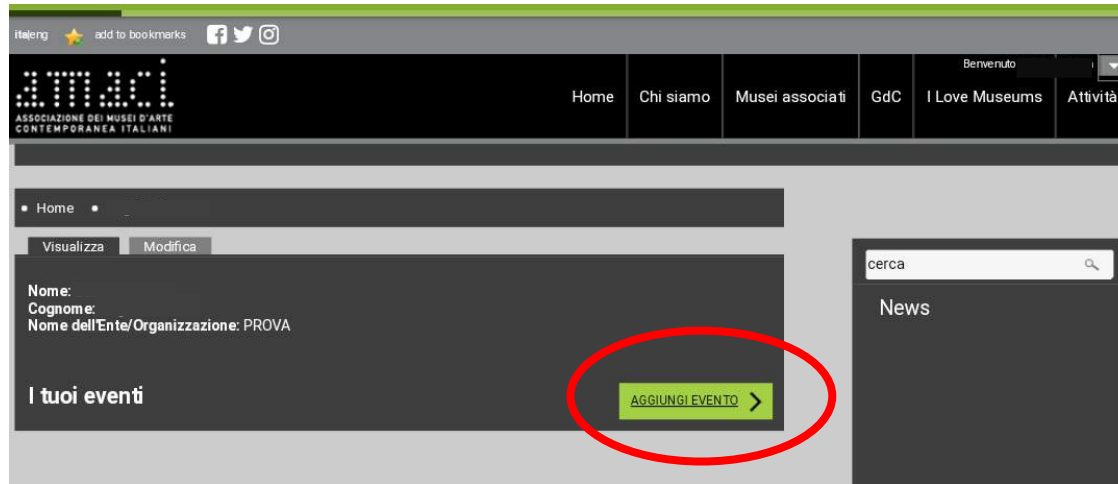 ita|eng add to bookmarks
amaci
ASSOCIAZIONE DEI MUSEI D'ARTE
CONTEMPORANEA ITALIANI
Benvenuto
Home Chi siamo Musei associati GdC I Love Museums Attività
Home
Visualizza Modifica
Nome:
Cognome:
Nome dell'Ente/Organizzazione: PROVA
I tuoi eventi
AGGIUNGI EVENTO
cerca
News